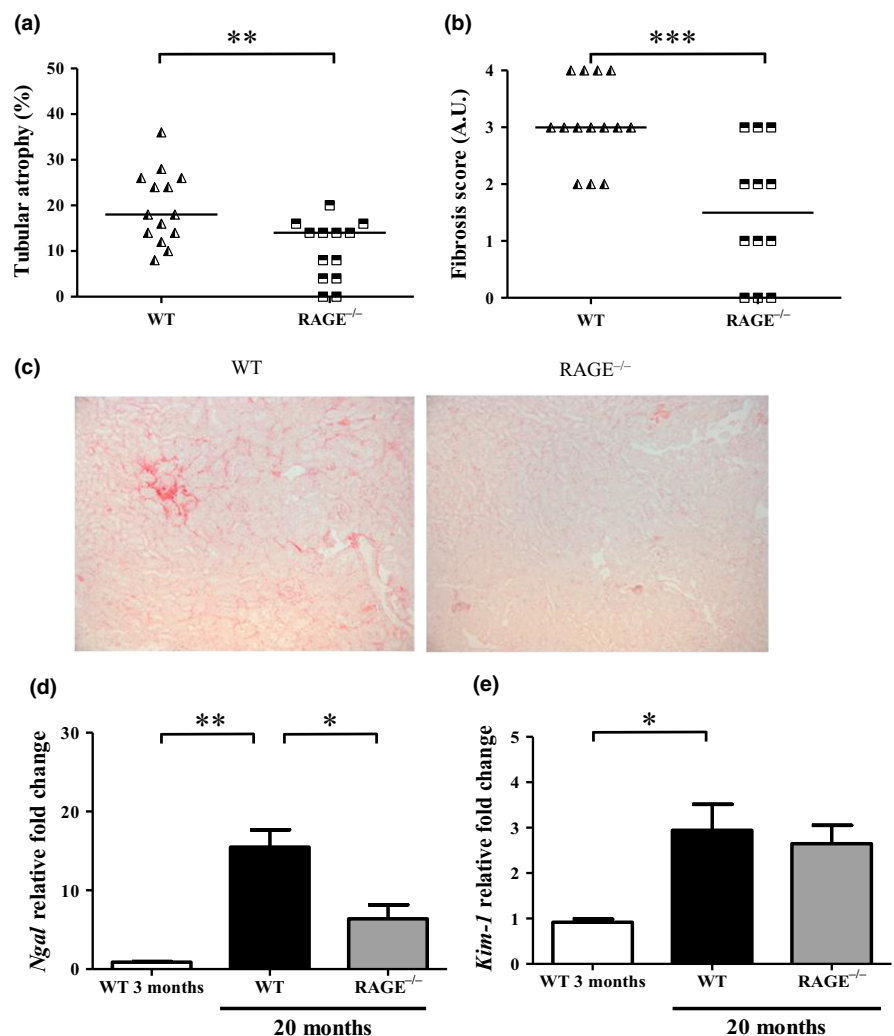 (a)
**
Tubular atrophy (%)
50
40
30
20
10
0
WT
RAGE⁻/⁻
(b)
***
Fibrosis score (A.U.)
4
3
2
1
0
WT
RAGE⁻/⁻
(c)
WT
RAGE⁻/⁻
(d)
**
*
Ngal relative fold change
30
20
10
0
WT 3 months
WT
RAGE⁻/⁻
20 months
(e)
*
Kim-1 relative fold change
5
4
3
2
1
0
WT 3 months
WT
RAGE⁻/⁻
20 months